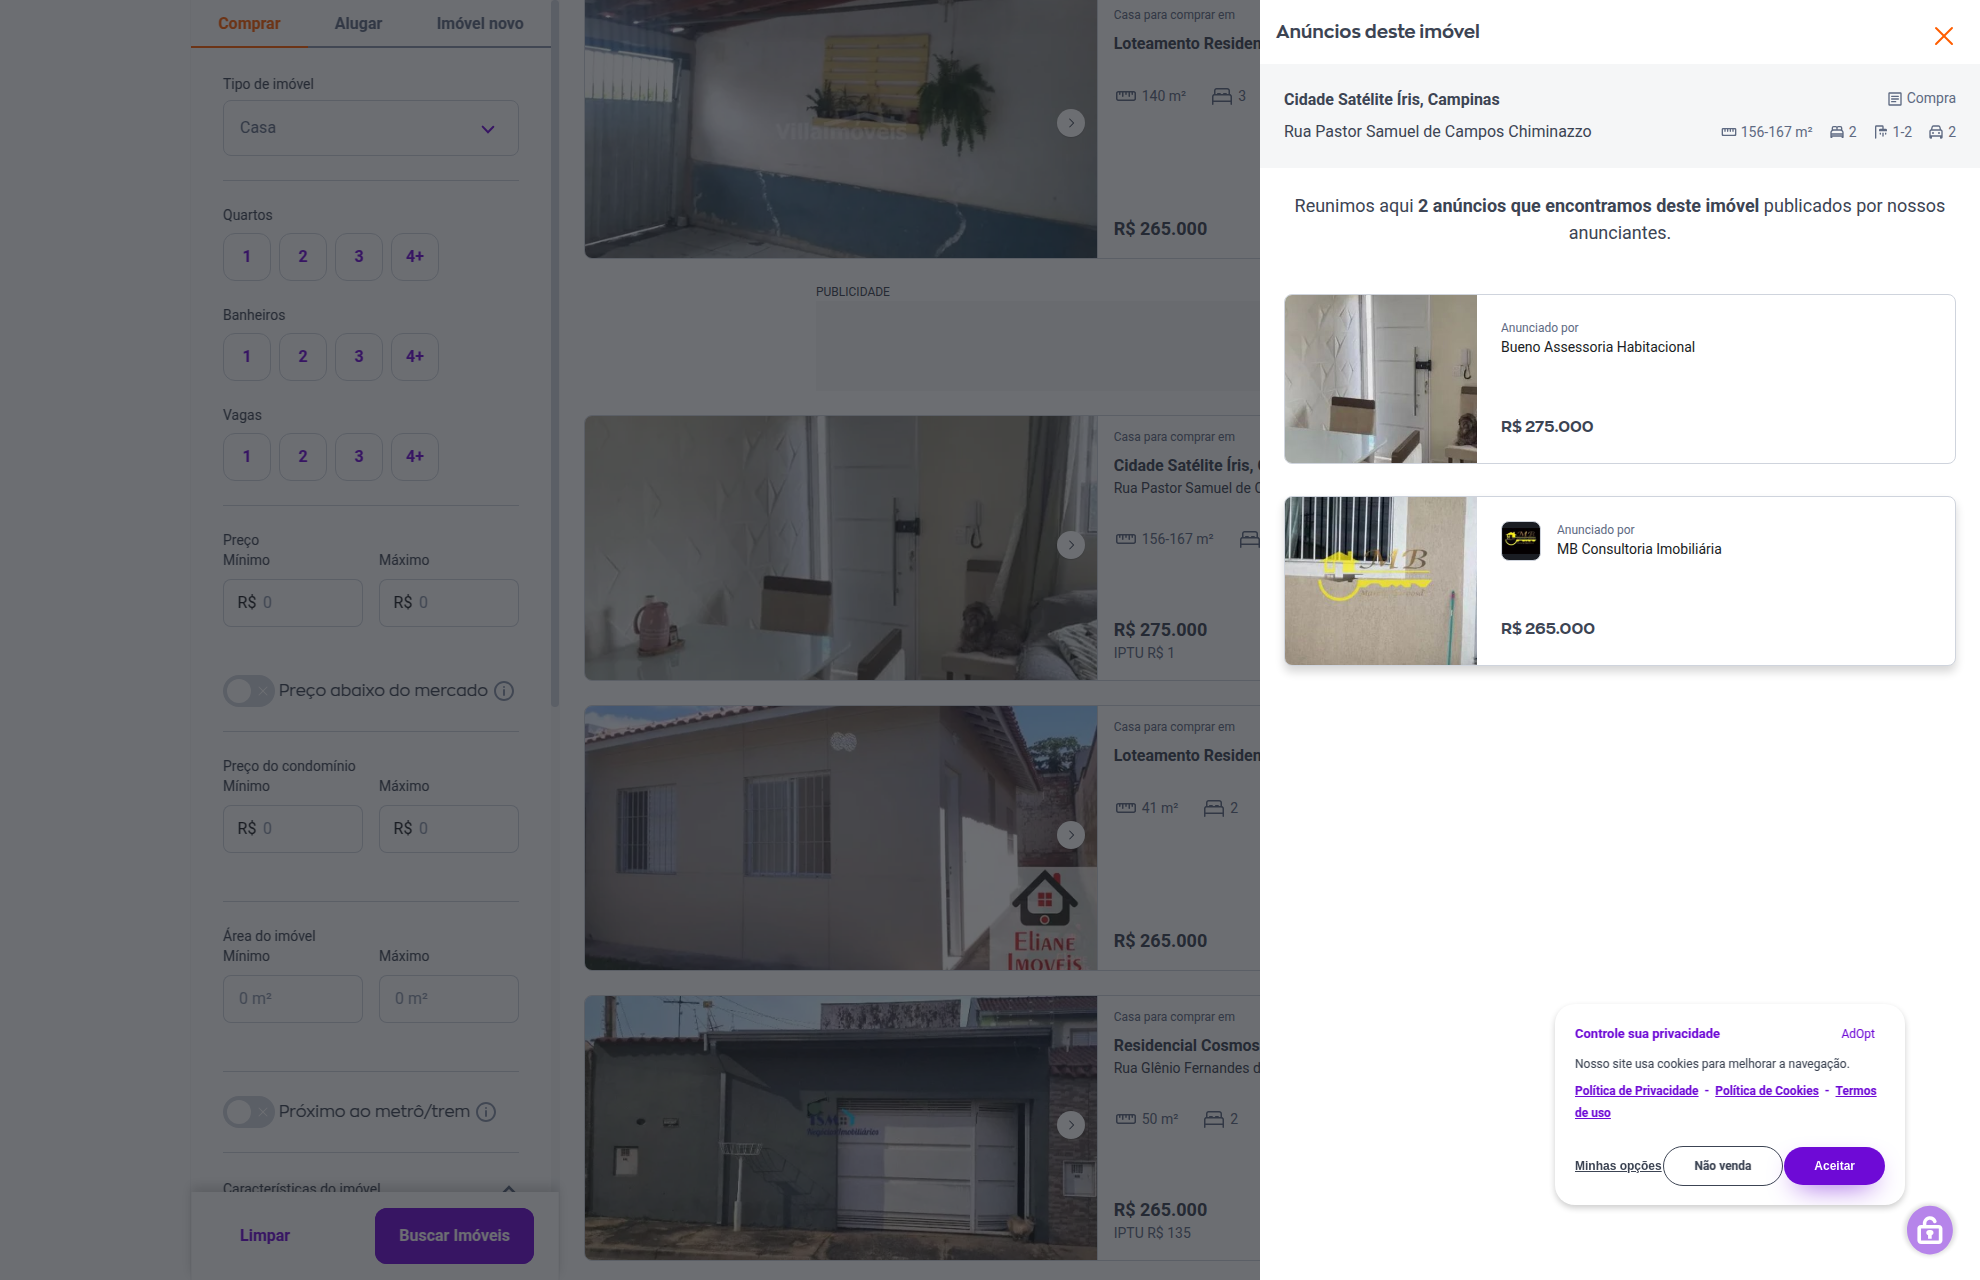 Comprar
Alugar
Imóvel novo
Tipo de imóvel
Casa
Quartos
1
2
3
4+
Banheiros
1
2
3
4+
Vagas
1
2
3
4+
Preço
Mínimo
Máximo
R$ 0
R$ 0
Preço abaixo do mercado
Preço do condomínio
Mínimo
Máximo
R$ 0
R$ 0
Área do imóvel
Mínimo
Máximo
0 m²
0 m²
Próximo ao metrô/trem
Características do imóvel
Limpar
Buscar Imóveis
Villa Imóveis
Casa para comprar em
Loteamento Residen
140 m²
3
R$ 265.000
PUBLICIDADE
Casa para comprar em
Cidade Satélite Íris,
Rua Pastor Samuel de C
156-167 m²
R$ 275.000
IPTU R$ 1
Eliane
Imoveis
Casa para comprar em
Loteamento Residen
41 m²
2
R$ 265.000
Negócios Imobiliários
Casa para comprar em
Residencial Cosmos
Rua Glênio Fernandes d
50 m²
2
R$ 265.000
IPTU R$ 135
Anúncios deste imóvel
Cidade Satélite Íris, Campinas
Compra
Rua Pastor Samuel de Campos Chiminazzo
156-167 m²
2
1-2
2
Reunimos aqui 2 anúncios que encontramos deste imóvel publicados por nossos
anunciantes.
Anunciado por
Bueno Assessoria Habitacional
R$ 275.000
MB
Anunciado por
MB Consultoria Imobiliária
R$ 265.000
Controle sua privacidade
AdOpt
Nosso site usa cookies para melhorar a navegação.
Política de Privacidade - Política de Cookies - Termos
de uso
Minhas opções
Não venda
Aceitar